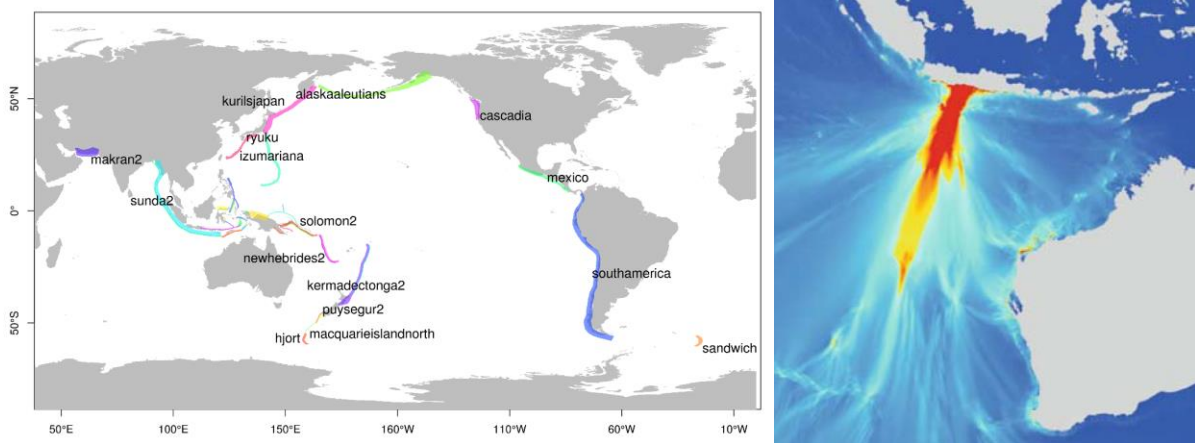 50°N
0°
50°S
alaskaaleutians
kurilsjapan
cascadia
ryuku
izumariana
makran2
mexico
sunda2
solomon2
newhebrides2
southamerica
kermadectonga2
puysegur2
hjort
macquarieislandnorth
sandwich
50°E
100°E
150°E
160°W
110°W
60°W
10°W